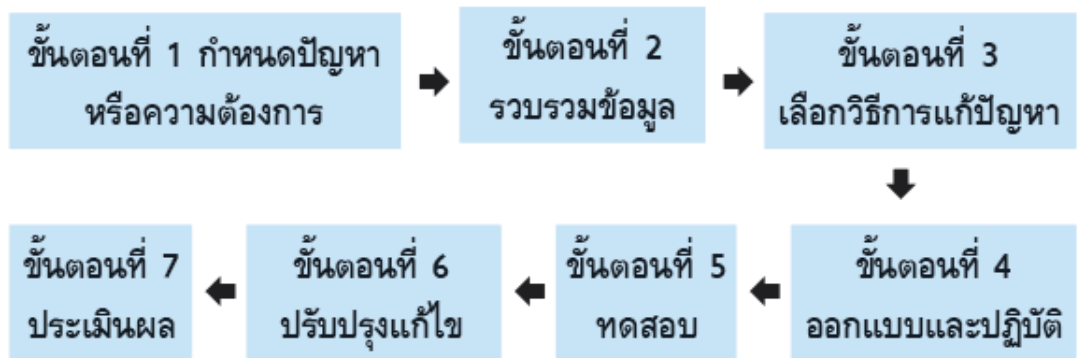 ขั้นตอนที่ 1 กำหนดปัญหา
หรือความต้องการ
ขั้นตอนที่ 2
รวบรวมข้อมูล
ขั้นตอนที่ 3
เลือกวิธีการแก้ปัญหา
ขั้นตอนที่ 4
ออกแบบและปฏิบัติ
ขั้นตอนที่ 5
ทดสอบ
ขั้นตอนที่ 6
ปรับปรุงแก้ไข
ขั้นตอนที่ 7
ประเมินผล